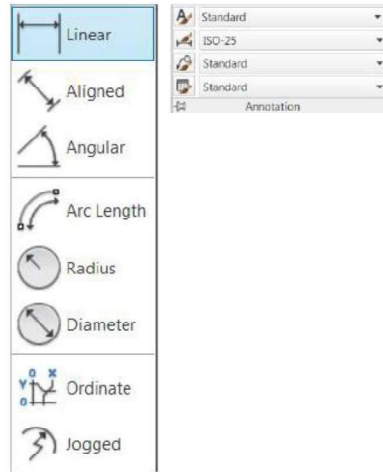 Linear
Aligned
Angular
Arc Length
Radius
Diameter
Y O X
O
Ordinate
Jogged
A Standard
ISO-25
Standard
Standard
Annotation